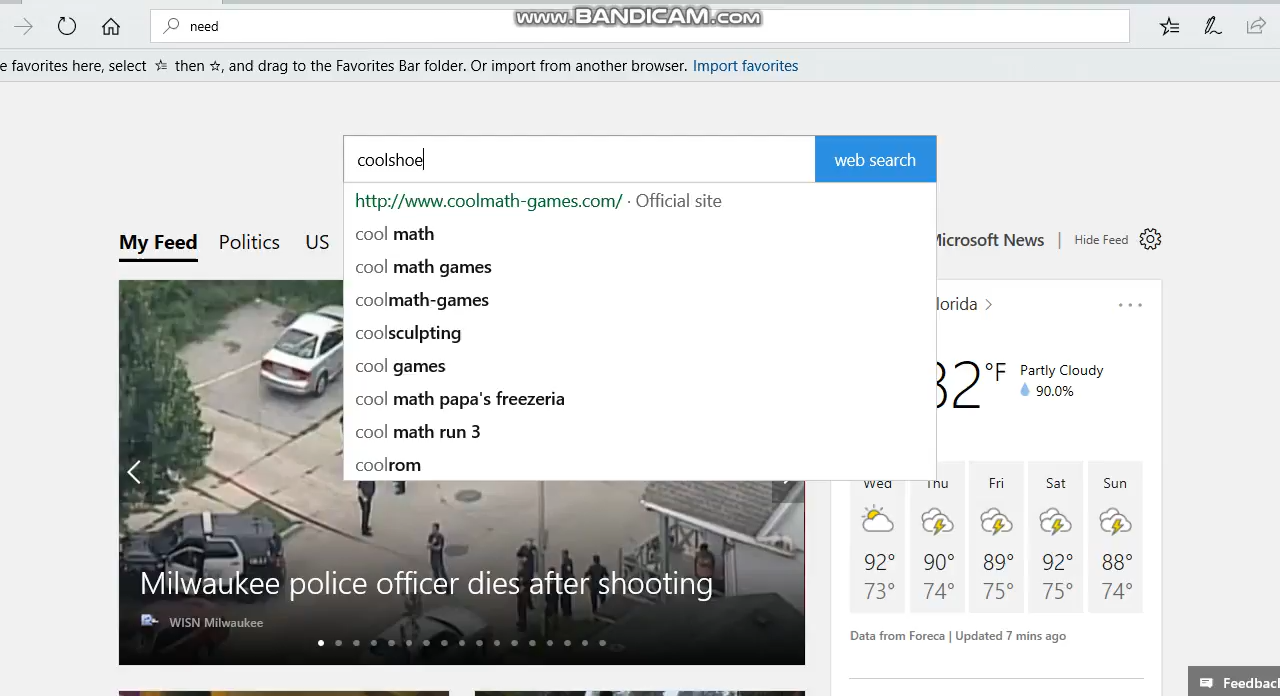 www.BANDICAM.com
need
e favorites here, select then , and drag to the Favorites Bar folder. Or import from another browser. Import favorites
coolshoe
web search
http://www.coolmath-games.com/ · Official site
cool math
cool math games
coolmath-games
coolsculpting
cool games
cool math papa's freezeria
cool math run 3
coolrom
My Feed Politics US
Microsoft News | Hide Feed
lorida
32 °F
Partly Cloudy
90.0%
Wed Thu Fri Sat Sun
92° 90° 89° 92° 88°
73° 74° 75° 75° 74°
Data from Foreca | Updated 7 mins ago
Milwaukee police officer dies after shooting
WISN Milwaukee
Feedbac